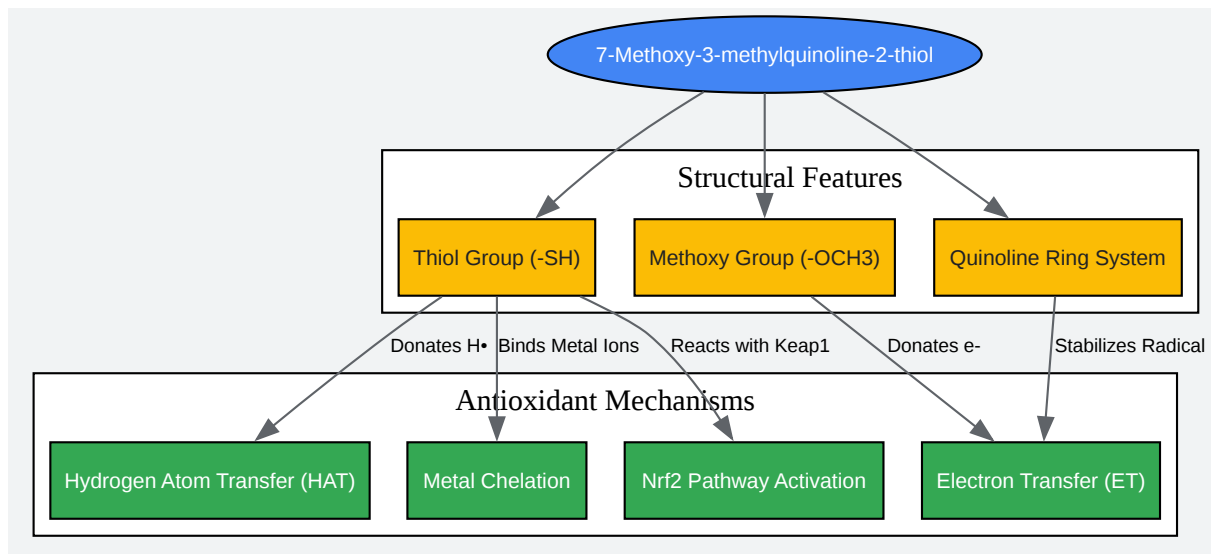 7-Methoxy-3-methylquinoline-2-thiol
Structural Features
Thiol Group (-SH)
Methoxy Group (-OCH3)
Quinoline Ring System
Donates H•
Binds Metal Ions
Reacts with Keap1
Donates e-
Stabilizes Radical
Antioxidant Mechanisms
Hydrogen Atom Transfer (HAT)
Metal Chelation
Nrf2 Pathway Activation
Electron Transfer (ET)